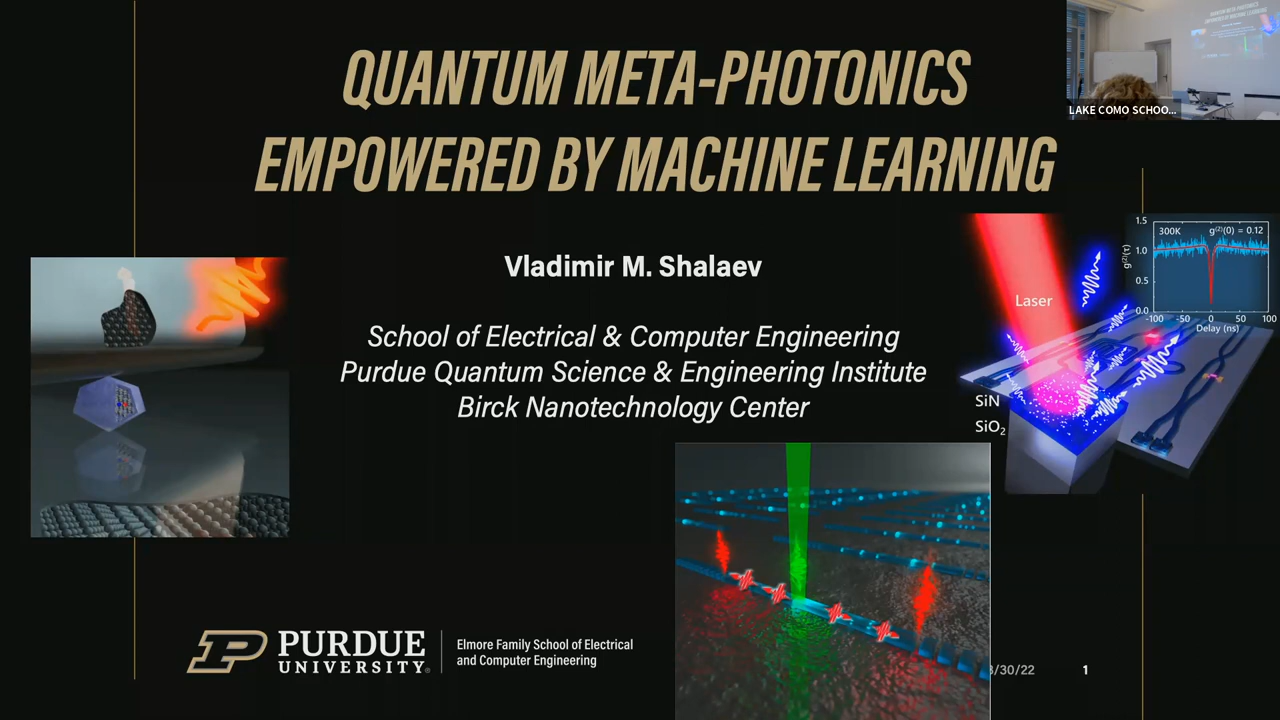 QUANTUM META-PHOTONICS
EMPOWERED BY MACHINE LEARNING
LAKE COMO SCHOO...
Vladimir M. Shalaev
School of Electrical & Computer Engineering
Purdue Quantum Science & Engineering Institute
Birck Nanotechnology Center
Laser
SiN
SiO2
1.5
1.0
0.5
0.0
300K
g(2)(0) = 0.12
g(2)(τ)
-100 -50 0 50 100
Delay (ns)
P PURDUE
UNIVERSITY®
Elmore Family School of Electrical
and Computer Engineering
/30/22
1